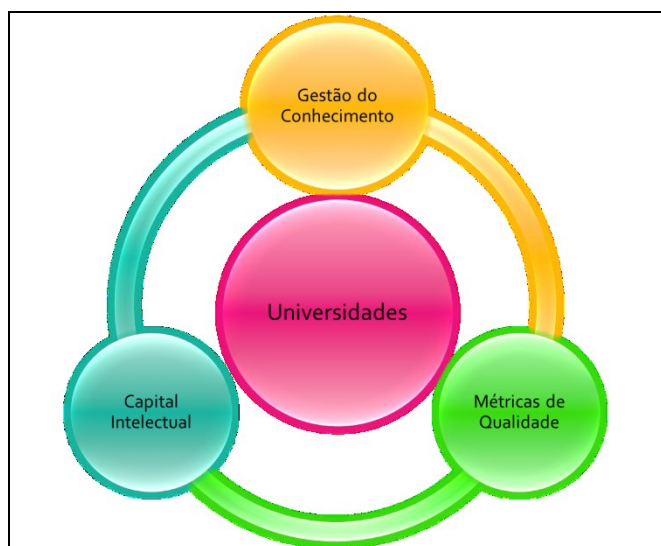 Gestão do
Conhecimento
Universidades
Capital
Intelectual
Métricas de
Qualidade